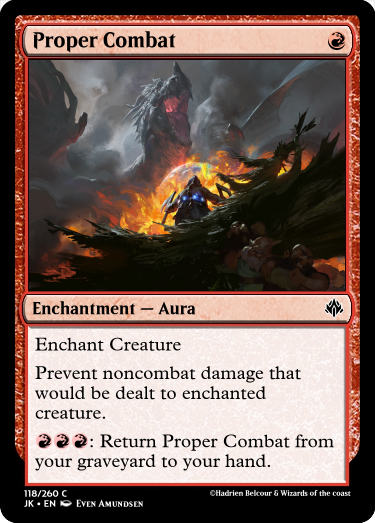 Proper Combat
Enchantment — Aura
Enchant Creature
Prevent noncombat damage that
would be dealt to enchanted
creature.
: Return Proper Combat from
your graveyard to your hand.
118/260 C
JK • EN Even Amundsen
©Hadrien Belcour & Wizards of the coast